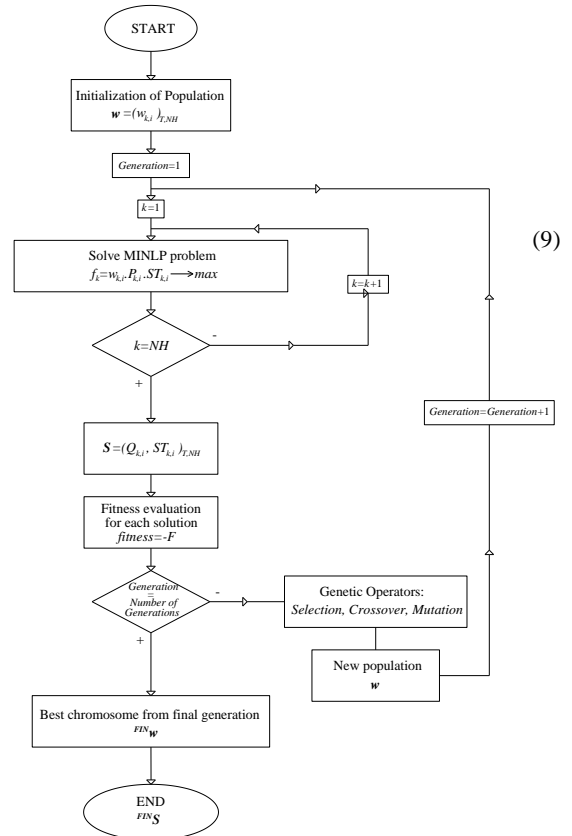 START
Initialization of Population
w=(w_{k,i})_{T,NH}
Generation=1
k=1
Solve MINLP problem
f_k=w_{k,i}.P_{k,i}.ST_{k,i}→max
k=k+1
k=NH
-
+
S=(Q_{k,i}, ST_{k,i})_{T,NH}
Fitness evaluation
for each solution
fitness=-F
Generation
=
Number of
Generations
-
+
Genetic Operators:
Selection, Crossover, Mutation
New population
w
Generation=Generation+1
Best chromosome from final generation
^{FIN}w
END
^{FIN}S
(9)